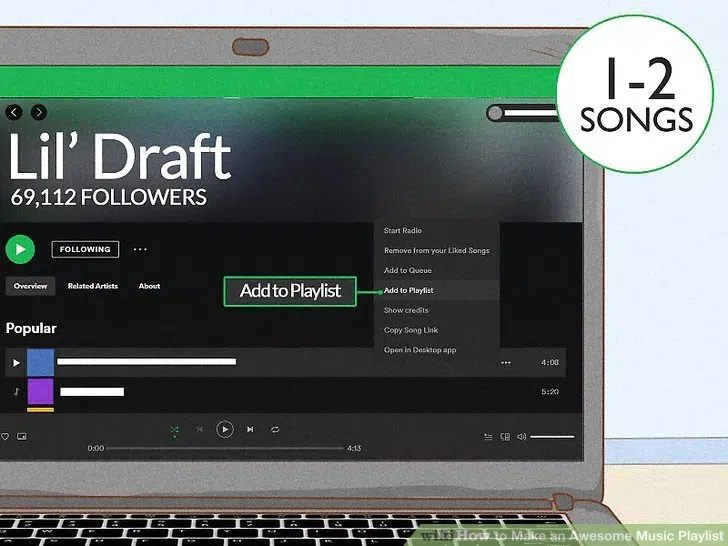 1-2
SONGS
Lil' Draft
69,112 FOLLOWERS
FOLLOWING
Overview
Related Artists
About
Start Radio
Remove from your Liked Songs
Add to Queue
Add to Playlist
Show credits
Copy Song Link
Open in Desktop app
Add to Playlist
Popular
4:08
5:20
0:00
4:13
wikiHow to Make an Awesome Music Playlist